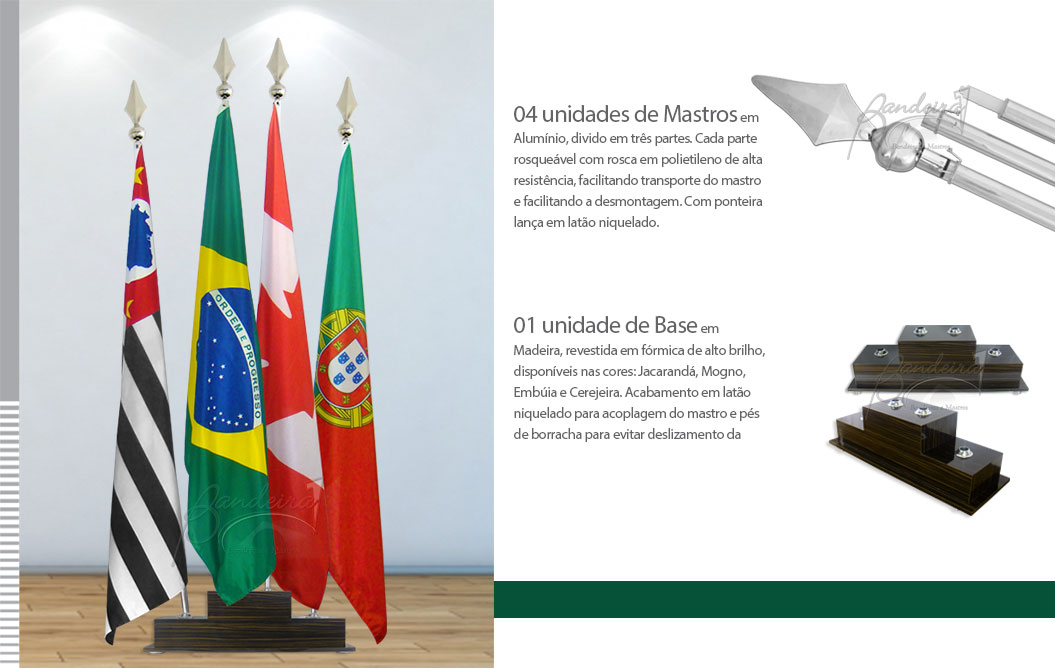 04 unidades de Mastros em
Alumínio, divido em três partes. Cada parte
rosqueável com rosca em polietileno de alta
resistência, facilitando transporte do mastro
e facilitando a desmontagem. Com ponteira
lança em latão niquelado.
Bandeira
01 unidade de Base em
Madeira, revestida em fórmica de alto brilho,
disponíveis nas cores: Jacarandá, Mogno,
Embúia e Cerejeira. Acabamento em latão
niquelado para acoplagem do mastro e pés
de borracha para evitar deslizamento da
Bandeira
ORDEM E PROGRESSO
Bandeira